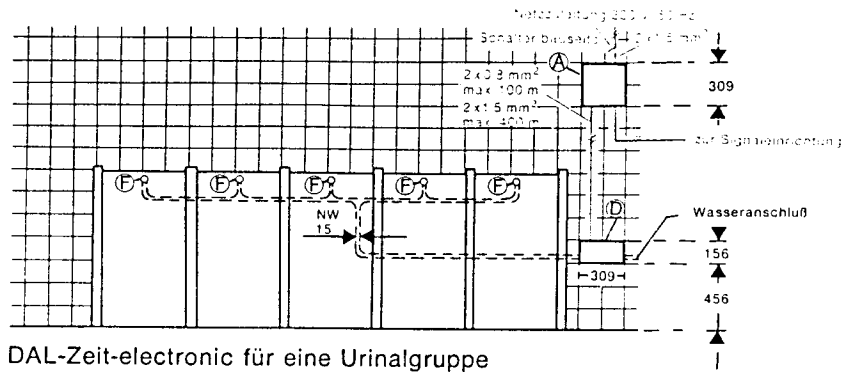 Schalter bauseits
A
2 x 0,8 mm²
max. 100 m
2 x 1,5 mm²
max. 400 m
309
zur Signaleinrichtung
F F F F F
NW
15
D
Wasseranschluß
156
309
456
DAL-Zeit-electronic für eine Urinalgruppe